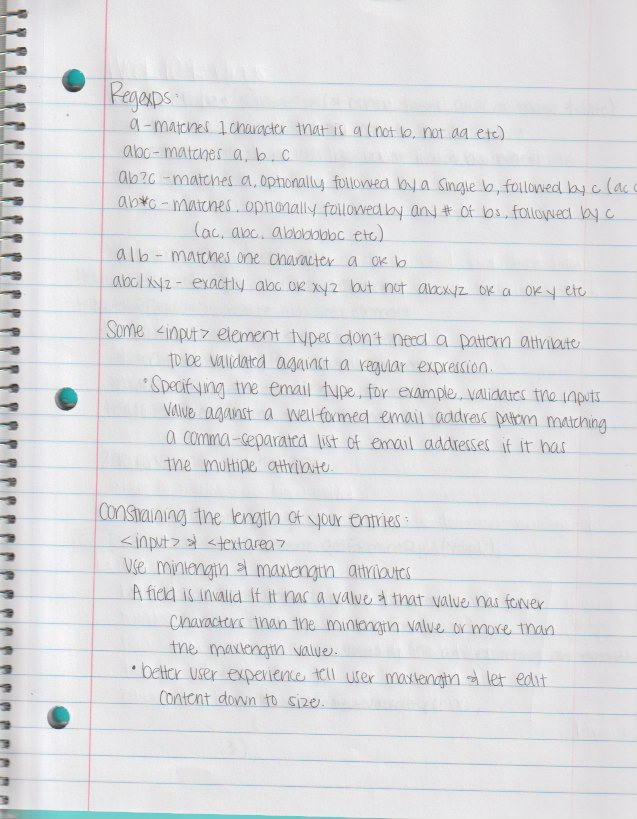 Regexps:
a - matches 1 character that is a (not b, not aa etc)
abc - matches a, b, c
ab?c - matches a, optionally followed by a single b, followed by c (ac
ab*c - matches, optionally followed by any # of bs, followed by c
(ac, abc, abbbbbbc etc)
a|b - matches one character a or b
abc|xyz - exactly abc or xyz but not abcxyz or a or y etc
Some <input> element types don't need a pattern attribute
to be validated against a regular expression.
• Specifying the email type, for example, validates the inputs
value against a well-formed email address pattern matching
a comma-separated list of email addresses if it has
the multipe attribute.
Constraining the length of your entries:
<input> & <textarea>
Use minlength & maxlength attributes
A field is invalid if it has a value & that value has fewer
characters than the minlength value or more than
the maxlength value.
• better user experience tell user maxlength & let edit
content down to size.